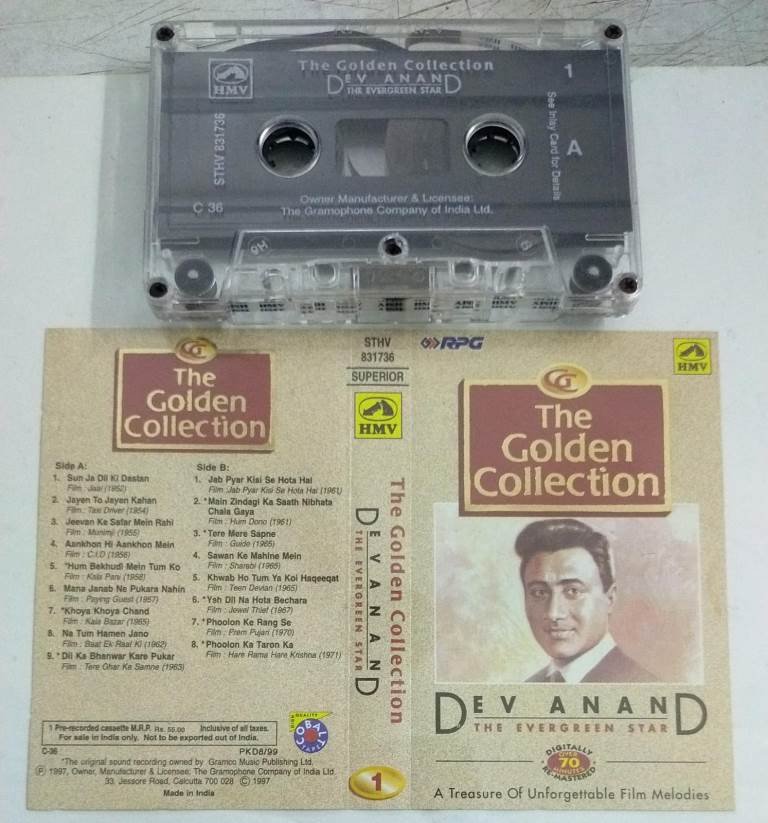 The Golden Collection
DEV ANAND
THE EVERGREEN STAR
HMV
1
A
STHV 831736
See Inlay Card for Details
C 36
Owner Manufacturer & Licensee:
The Gramophone Company of India Ltd.
The
Golden
Collection
Side A:
1. Sun Ja Dil Ki Dastan
Film : Jaal (1952)
2. Jayen To Jayen Kahan
Film : Taxi Driver (1954)
3. Jeevan Ke Safar Mein Rahi
Film : Munimji (1955)
4. Aankhon Hi Aankhon Mein
Film : C.I.D (1956)
5. *Hum Bekhudi Mein Tum Ko
Film : Kala Pani (1958)
6. Mana Janab Ne Pukara Nahin
Film : Paying Guest (1957)
7. *Khoya Khoya Chand
Film : Kala Bazar (1965)
8. Na Tum Hamen Jano
Film : Baat Ek Raat Ki (1962)
9. *Dil Ka Bhanwar Kare Pukar
Film : Tere Ghar Ke Samne (1963)
Side B:
1. Jab Pyar Kisi Se Hota Hai
Film : Jab Pyar Kisi Se Hota Hai (1961)
2. *Main Zindagi Ka Saath Nibhata
Chala Gaya
Film : Hum Dono (1961)
3. *Tere Mere Sapne
Film : Guide (1965)
4. Sawan Ke Mahine Mein
Film : Sharabi (1965)
5. Khwab Ho Tum Ya Koi Haqeeqat
Film : Teen Devian (1965)
6. *Yeh Dil Na Hota Bechara
Film : Jewel Thief (1967)
7. *Phoolon Ke Rang Se
Film : Prem Pujari (1970)
8. *Phoolon Ka Taron Ka
Film : Hare Rama Hare Krishna (1971)
1 Pre-recorded cassette M.R.P. Rs. 55.00 Inclusive of all taxes.
For sale in India only. Not to be exported out of India.
HIGH QUALITY
COBALT
TAPES
C-36
PKD8/99
*The original sound recording owned by Gramco Music Publishing Ltd.
Ⓟ 1997, Owner, Manufacturer & Licensee: The Gramophone Company of India Ltd.
33, Jessore Road, Calcutta 700 028 © 1997
Made in India
STHV
831736
SUPERIOR
HMV
The Golden Collection
DEV ANAND
THE EVERGREEN STAR
1
RPG
HMV
The
Golden
Collection
DEV ANAND
THE EVERGREEN STAR
DIGITALLY
OVER
70
MINUTES
RE-MASTERED
A Treasure Of Unforgettable Film Melodies